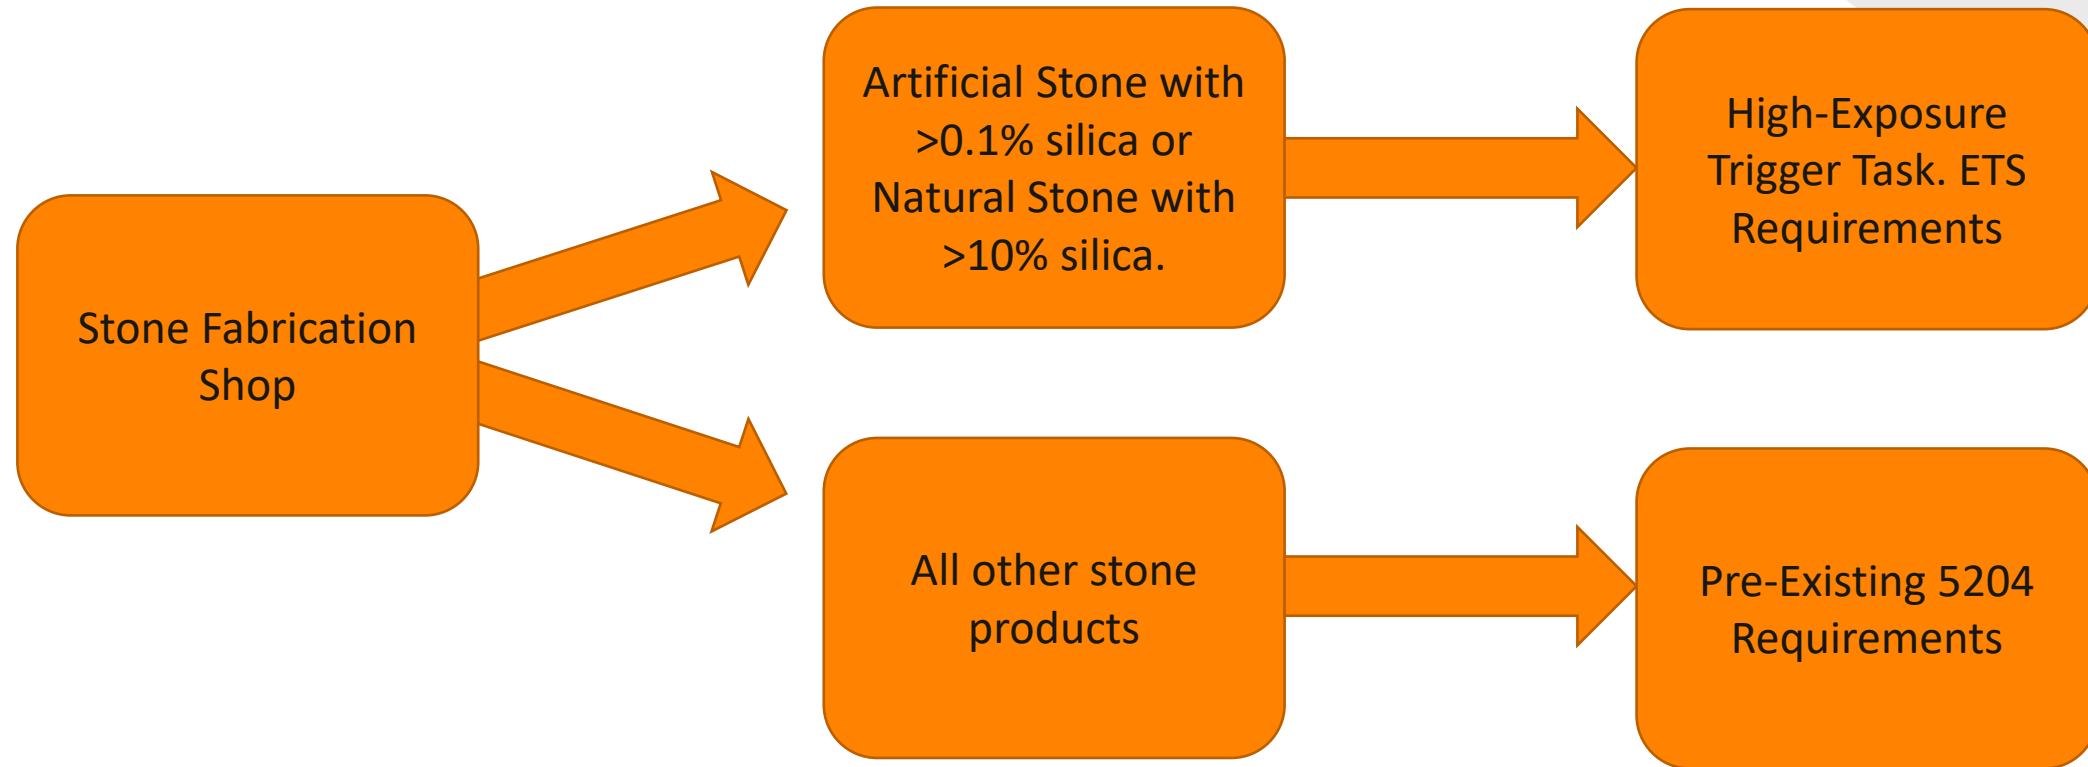 Stone Fabrication
Shop
Artificial Stone with
>0.1% silica or
Natural Stone with
>10% silica.
High-Exposure
Trigger Task. ETS
Requirements
All other stone
products
Pre-Existing 5204
Requirements